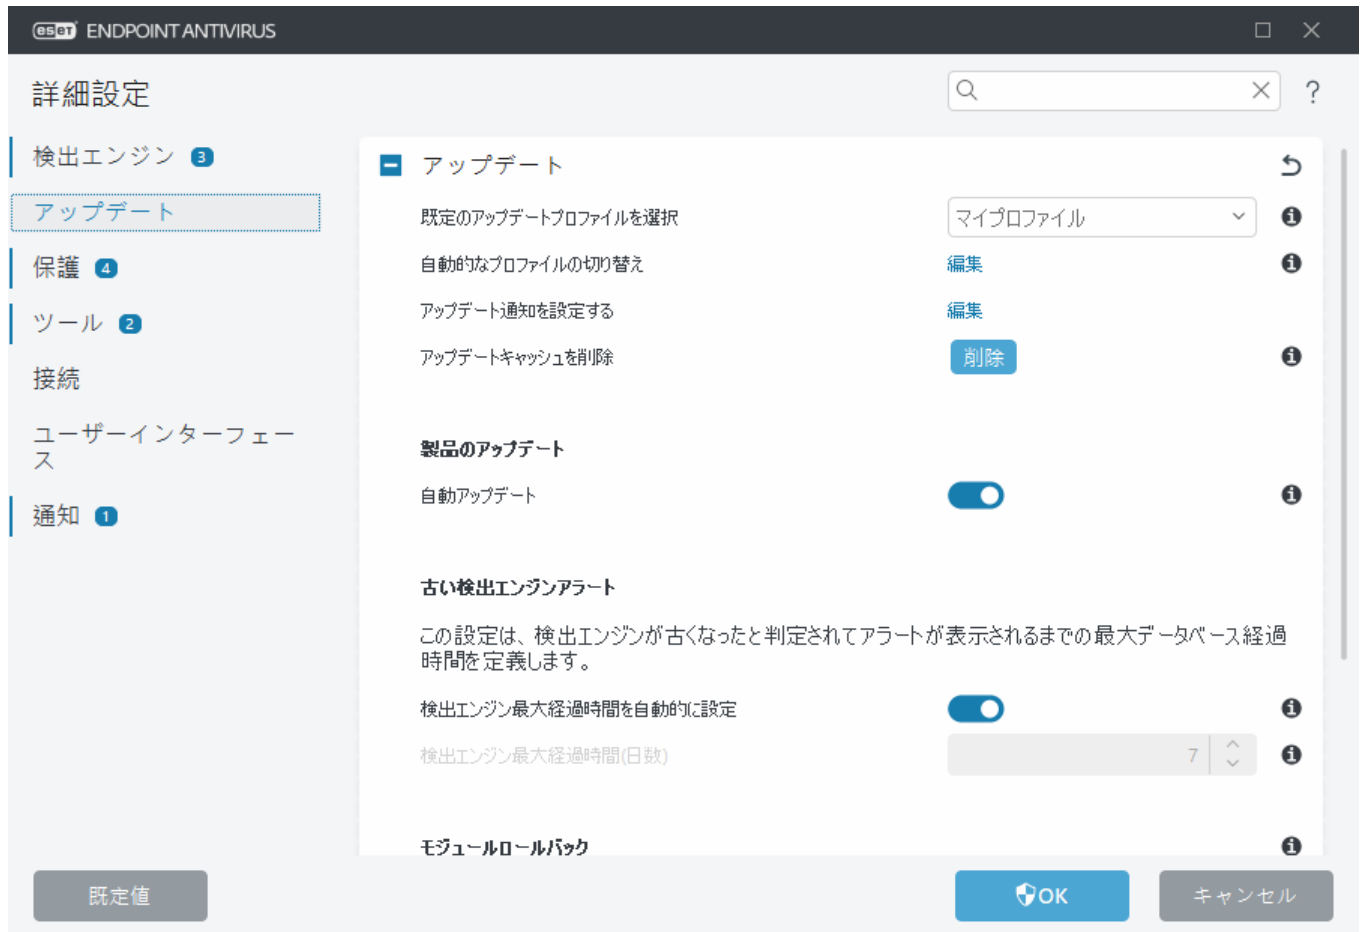 eset ENDPOINT ANTIVIRUS
詳細設定
?
検出エンジン 3
アップデート
保護 4
ツール 2
接続
ユーザーインターフェー
ス
通知 1
アップデート
既定のアップデートプロファイルを選択 マイプロファイル
自動的なプロファイルの切り替え 編集
アップデート通知を設定する 編集
アップデートキャッシュを削除 削除
製品のアップデート
自動アップデート
古い検出エンジンアラート
この設定は、検出エンジンが古くなったと判定されてアラートが表示されるまでの最大データベース経過
時間を定義します。
検出エンジン最大経過時間を自動的に設定
検出エンジン最大経過時間(日数) 7
モジュールロールバック
既定値
OK
キャンセル